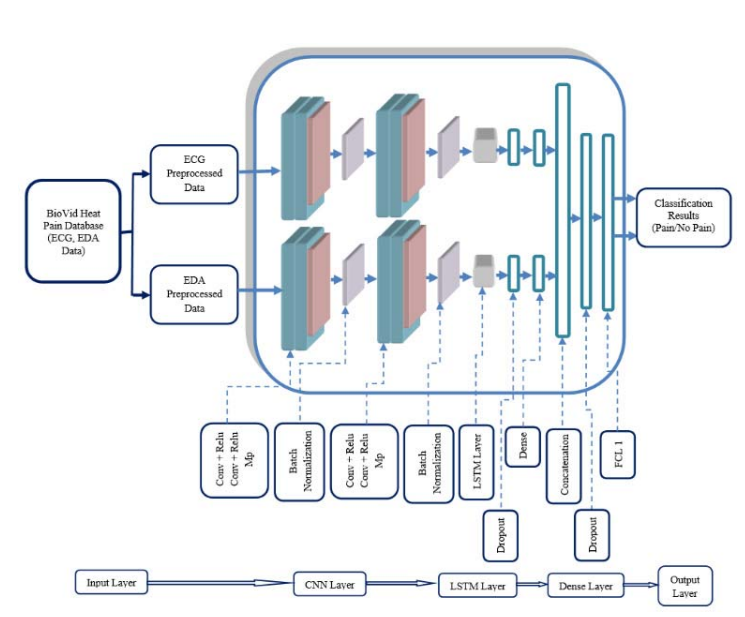 ECG
Preprocessed
Data
BioVid Heat
Pain Database
(ECG, EDA
Data)
EDA
Preprocessed
Data
Classification
Results
(Pain/No Pain)
Conv + Relu
Conv + Relu
Mp
Batch
Normalization
Conv + Relu
Conv + Relu
Mp
Batch
Normalization
LSTM Layer
Dropout
Dense
Concatenation
Dropout
FCL 1
Input Layer
CNN Layer
LSTM Layer
Dense Layer
Output
Layer